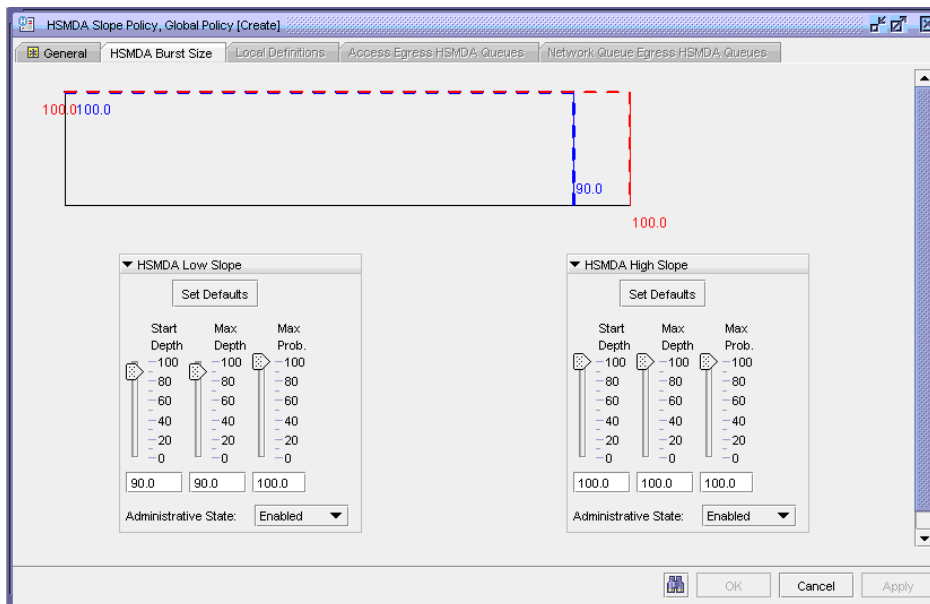 HSMDA Slope Policy, Global Policy [Create]
General HSMDA Burst Size Local Definitions Access Egress HSMDA Queues Network Queue Egress HSMDA Queues
100.0 100.0
90.0
100.0
HSMDA Low Slope
Set Defaults
Start Depth Max Depth Max Prob.
100 100 100
80 80 80
60 60 60
40 40 40
20 20 20
0 0 0
90.0 90.0 100.0
Administrative State: Enabled
HSMDA High Slope
Set Defaults
Start Depth Max Depth Max Prob.
100 100 100
80 80 80
60 60 60
40 40 40
20 20 20
0 0 0
100.0 100.0 100.0
Administrative State: Enabled
OK Cancel Apply